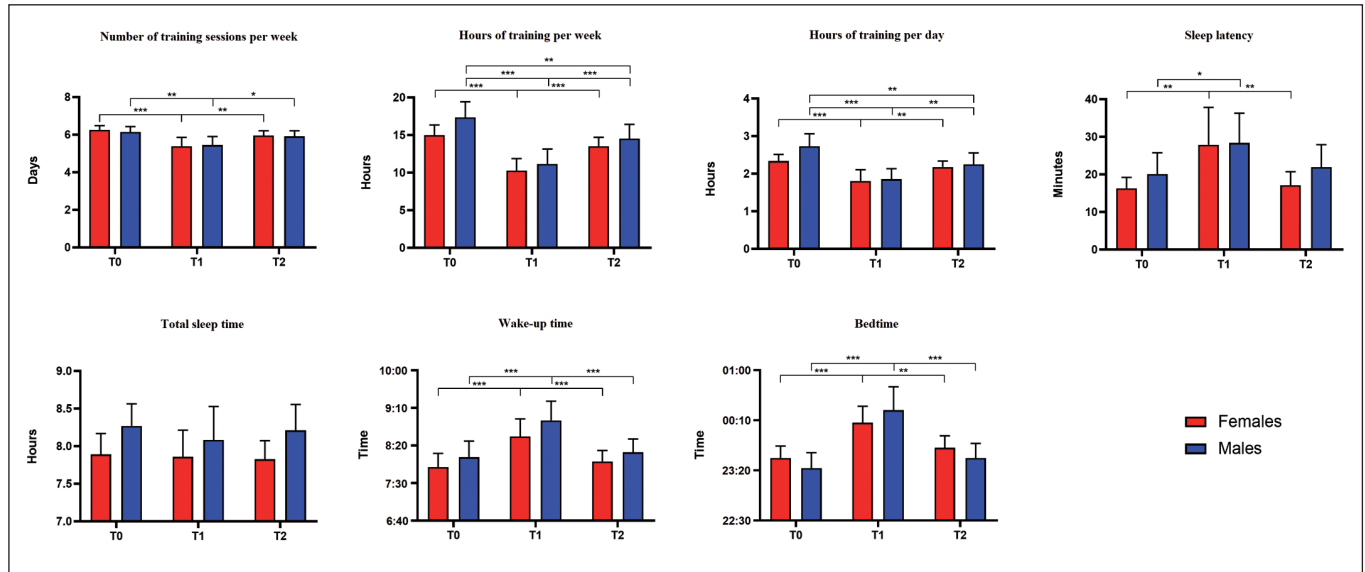 Number of training sessions per week
** *
*** **
8
6
4
2
0
Days
T0 T1 T2
Hours of training per week
**
*** ***
*** ***
20
15
10
5
0
Hours
T0 T1 T2
Hours of training per day
**
*** **
*** **
4
3
2
1
0
Hours
T0 T1 T2
Sleep latency
*
** **
40
30
20
10
0
Minutes
T0 T1 T2
Total sleep time
9.0
8.5
8.0
7.5
7.0
Hours
T0 T1 T2
Wake-up time
*** ***
*** ***
10:00
9:10
8:20
7:30
6:40
Time
T0 T1 T2
Bedtime
*** ***
*** **
01:00
00:10
23:20
22:30
Time
T0 T1 T2
Females
Males